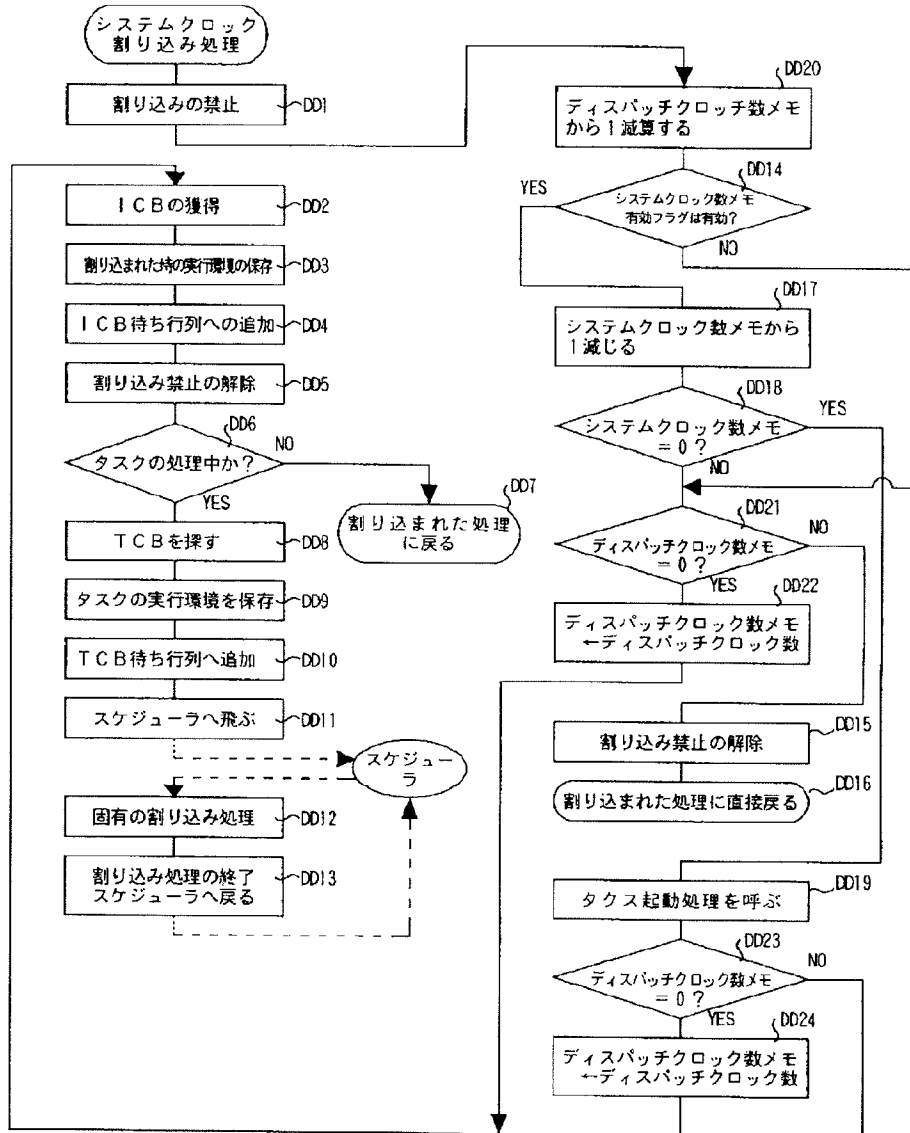 システムクロック
割り込み処理
割り込みの禁止
DD1
ICBの獲得
DD2
割り込まれた時の実行環境の保存
DD3
ICB待ち行列への追加
DD4
割り込み禁止の解除
DD5
DD6
タスクの処理中か?
NO
YES
DD7
割り込まれた処理
に戻る
TCBを探す
DD8
タスクの実行環境を保存
DD9
TCB待ち行列へ追加
DD10
スケジューラへ飛ぶ
DD11
スケジュー
ラ
固有の割り込み処理
DD12
割り込み処理の終了
スケジューラへ戻る
DD13
DD20
ディスパッチクロッチ数メモ
から1減算する
DD14
YES
システムクロック数メモ
有効フラグは有効?
NO
DD17
システムクロック数メモから
1減じる
DD18
YES
システムクロック数メモ
=0?
NO
DD21
NO
ディスパッチクロック数メモ
=0?
YES
DD22
ディスパッチクロック数メモ
←ディスパッチクロック数
DD15
割り込み禁止の解除
DD16
割り込まれた処理に直接戻る
DD19
タクス起動処理を呼ぶ
DD23
NO
ディスパッチクロック数メモ
=0?
YES
DD24
ディスパッチクロック数メモ
←ディスパッチクロック数